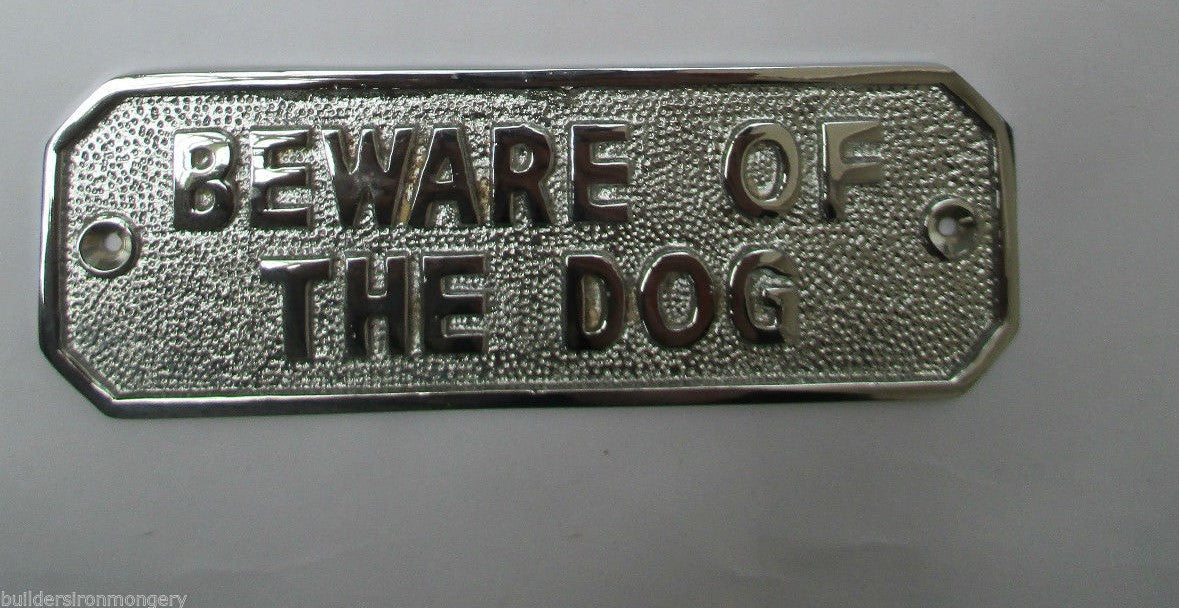 BEWARE OF
THE DOG
buildersironmongery